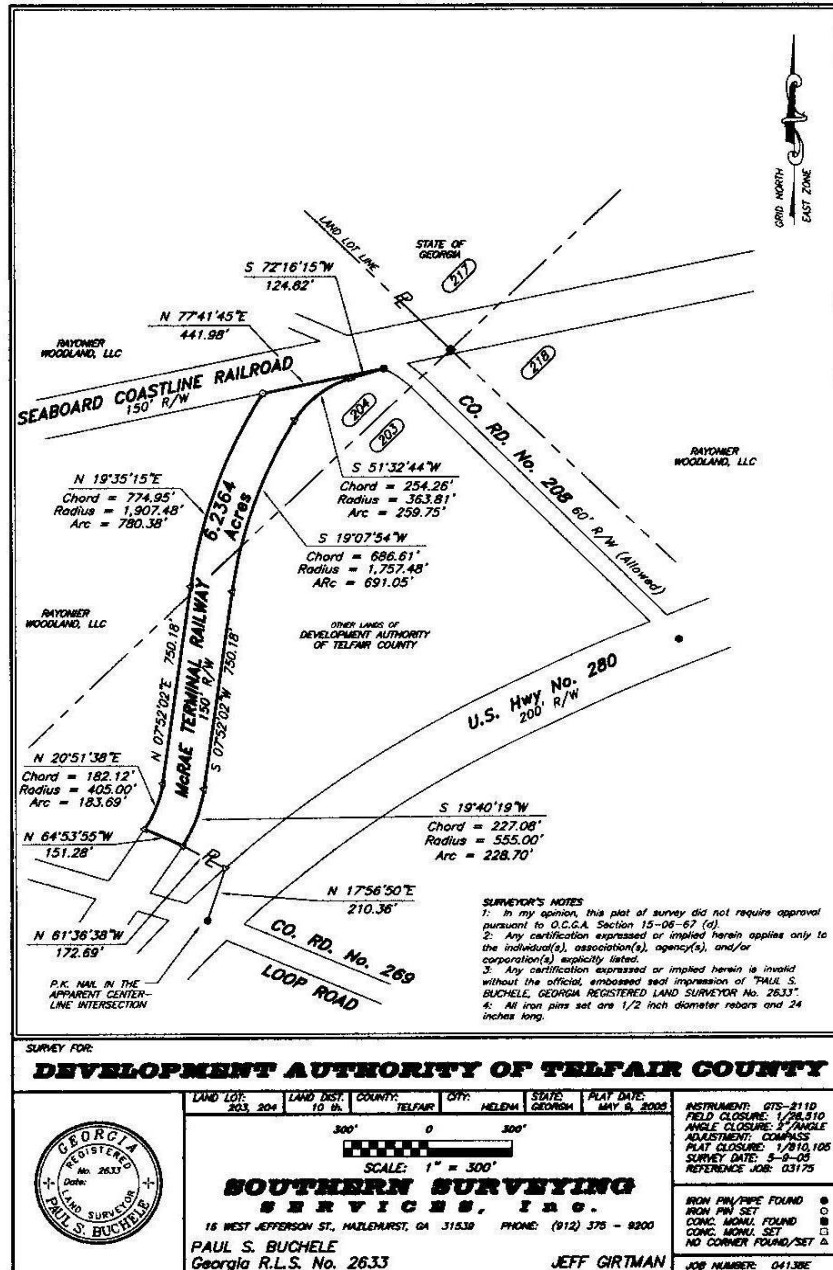 GRID NORTH
EAST ZONE
LAND LOT LINE
STATE OF
GEORGIA
217
S 72°16'15"W
124.82'
N 77°41'45"E
441.98'
RAYONIER
WOODLAND, LLC
218
SEABOARD COASTLINE RAILROAD
150' R/W
204
203
CO. RD. No. 208 60' R/W (Allowed)
RAYONIER
WOODLAND, LLC
S 51°32'44"W
Chord = 254.26'
Radius = 363.81'
Arc = 259.75'
N 19°35'15"E
Chord = 774.95'
Radius = 1,907.48'
Arc = 780.38'
6.2364
Acres
S 19°07'54"W
Chord = 686.61'
Radius = 1,757.48'
ARc = 691.05'
RAYONIER
WOODLAND, LLC
OTHER LANDS OF
DEVELOPMENT AUTHORITY
OF TELFAIR COUNTY
N 07°52'02"E 750.18'
McRAE TERMINAL RAILWAY
150' R/W
S 07°52'02"W 750.18'
U.S. Hwy No. 280
200' R/W
N 20°51'38"E
Chord = 182.12'
Radius = 405.00'
Arc = 183.69'
S 19°40'19"W
Chord = 227.08'
Radius = 555.00'
Arc = 228.70'
N 64°53'55"W
151.28'
N 17°56'50"E
210.36'
N 61°36'38"W
172.69'
CO. RD. No. 269
LOOP ROAD
P.K. NAIL IN THE
APPARENT CENTER-
LINE INTERSECTION
SURVEYOR'S NOTES
1: In my opinion, this plat of survey did not require approval
pursuant to O.C.G.A. Section 15-06-67 (d).
2: Any certification expressed or implied herein applies only to
the individual(s), association(s), agency(s), and/or
corporation(s) explicitly listed.
3: Any certification expressed or implied herein is invalid
without the official, embossed seal impression of "PAUL S.
BUCHELE, GEORGIA REGISTERED LAND SURVEYOR No. 2633".
4: All iron pins set are 1/2 inch diameter rebars and 24
inches long.
SURVEY FOR:
DEVELOPMENT AUTHORITY OF TELFAIR COUNTY
LAND LOT: 203, 204
LAND DIST. 10 th.
COUNTY: TELFAIR
CITY: HELENA
STATE: GEORGIA
PLAT DATE: MAY 9, 2005
GEORGIA
REGISTERED
No. 2633
Date:
LAND SURVEYOR
PAUL S. BUCHELE
300' 0 300'
SCALE: 1" = 300'
SOUTHERN SURVEYING
SERVICES, Inc.
16 WEST JEFFERSON ST., HAZLEHURST, GA 31539 PHONE: (912) 375 - 9200
PAUL S. BUCHELE
Georgia R.L.S. No. 2633
JEFF GIRTMAN
INSTRUMENT: GTS-211D
FIELD CLOSURE: 1/26,510
ANGLE CLOSURE: 2"/ANGLE
ADJUSTMENT: COMPASS
PLAT CLOSURE: 1/810,105
SURVEY DATE: 5-9-05
REFERENCE JOB: 03175
IRON PIN/PIPE FOUND
IRON PIN SET
CONC. MONU. FOUND
CONC. MONU. SET
NO CORNER FOUND/SET
JOB NUMBER: 04138E